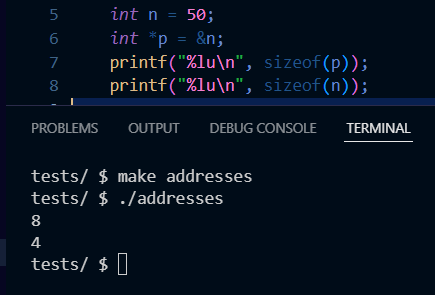 5 int n = 50;
6 int *p = &n;
7 printf("%lu\n", sizeof(p));
8 printf("%lu\n", sizeof(n));
PROBLEMS OUTPUT DEBUG CONSOLE TERMINAL
tests/ $ make addresses
tests/ $ ./addresses
8
4
tests/ $